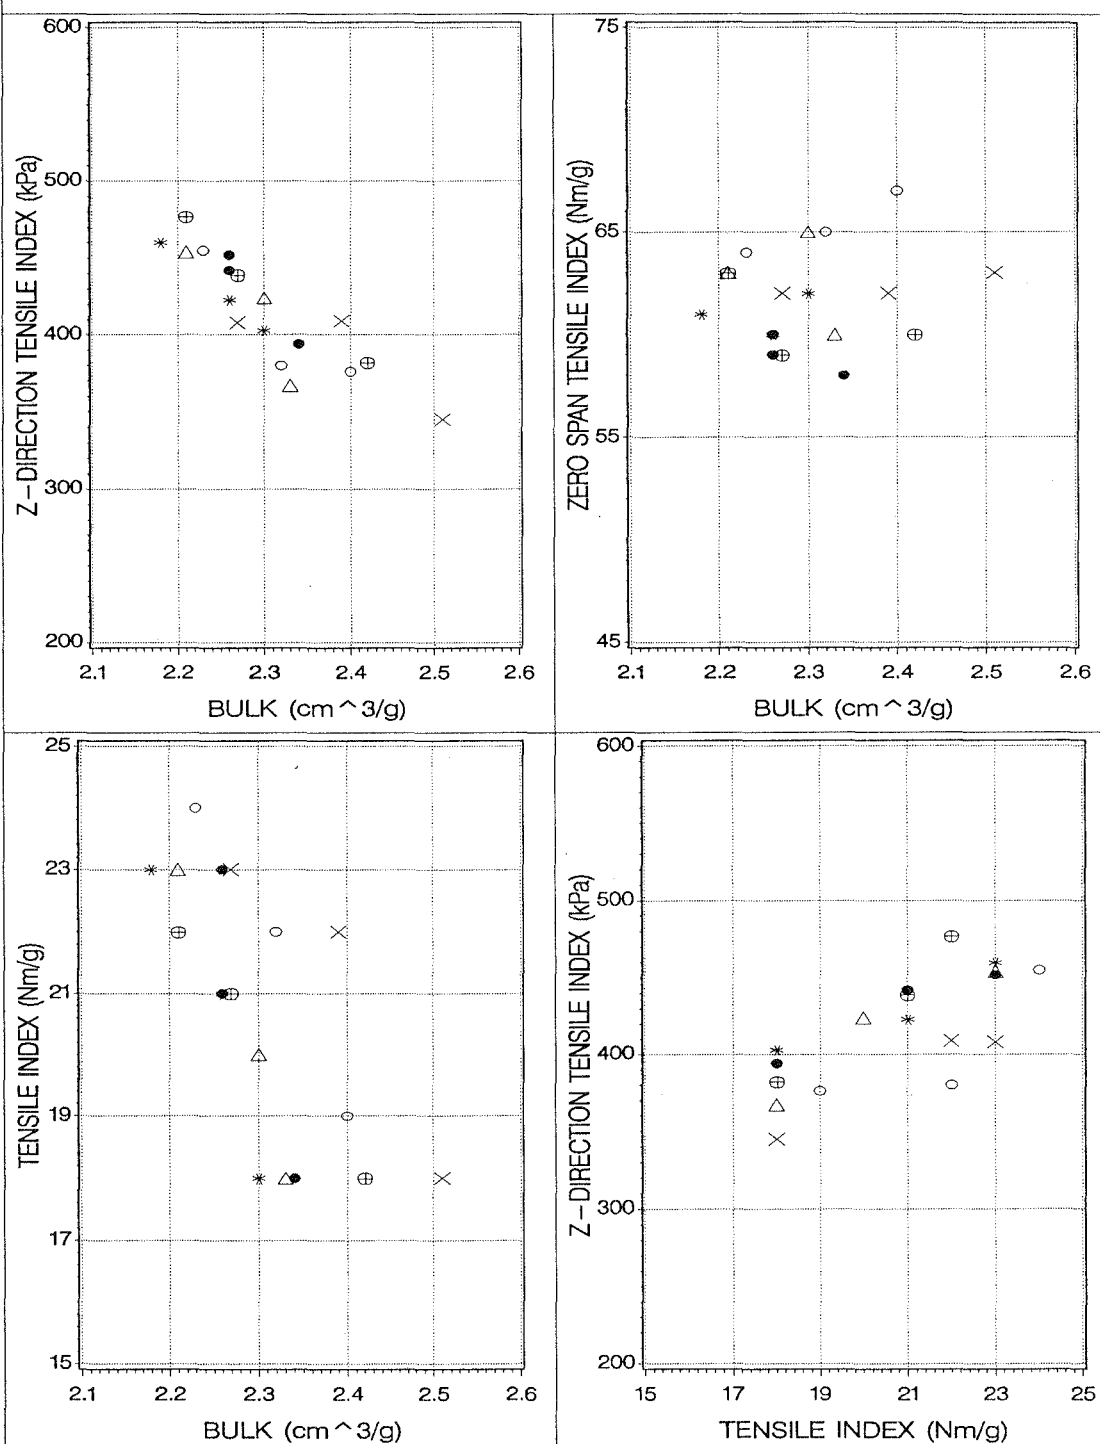 600
500
400
300
200
Z-DIRECTION TENSILE INDEX (kPa)
2.1 2.2 2.3 2.4 2.5 2.6
BULK (cm^3/g)
75
65
55
45
ZERO SPAN TENSILE INDEX (Nm/g)
2.1 2.2 2.3 2.4 2.5 2.6
BULK (cm^3/g)
25
23
21
19
17
15
TENSILE INDEX (Nm/g)
2.1 2.2 2.3 2.4 2.5 2.6
BULK (cm^3/g)
600
500
400
300
200
Z-DIRECTION TENSILE INDEX (kPa)
15 17 19 21 23 25
TENSILE INDEX (Nm/g)